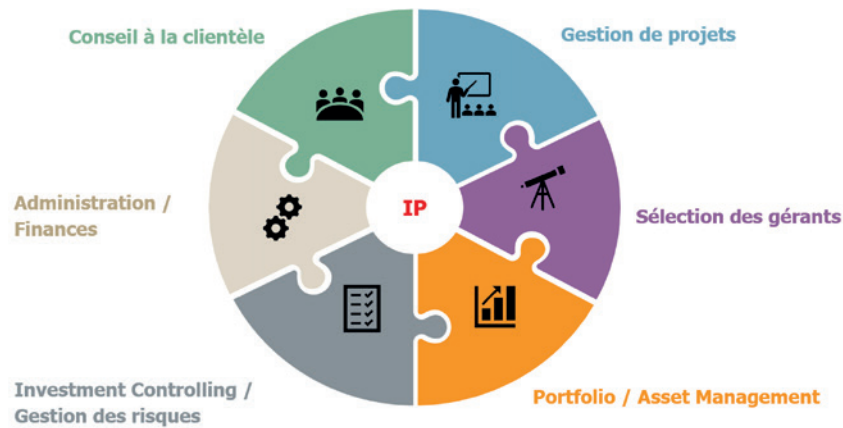 Conseil à la clientèle
Gestion de projets
Administration /
Finances
IP
Sélection des gérants
Investment Controlling /
Gestion des risques
Portfolio / Asset Management